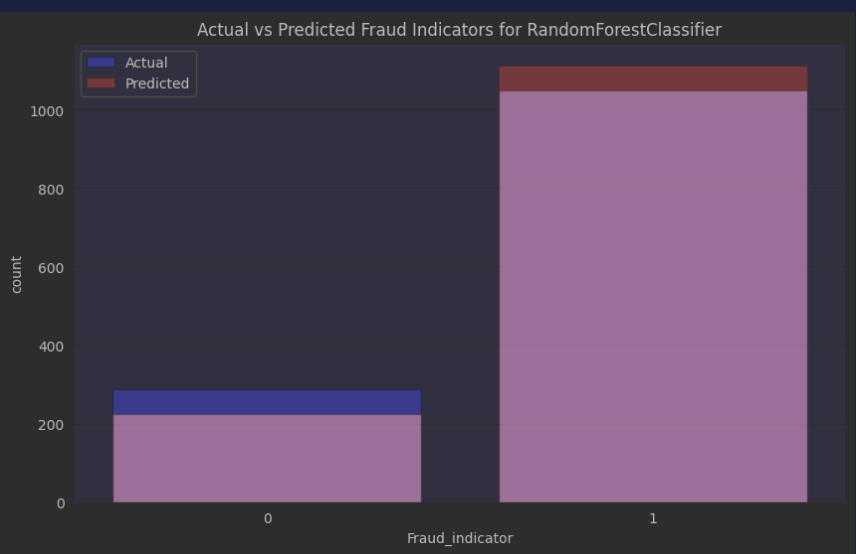 Actual vs Predicted Fraud Indicators for RandomForestClassifier
Actual
Predicted
1000
800
600
400
200
0
0 1
Fraud_indicator
count